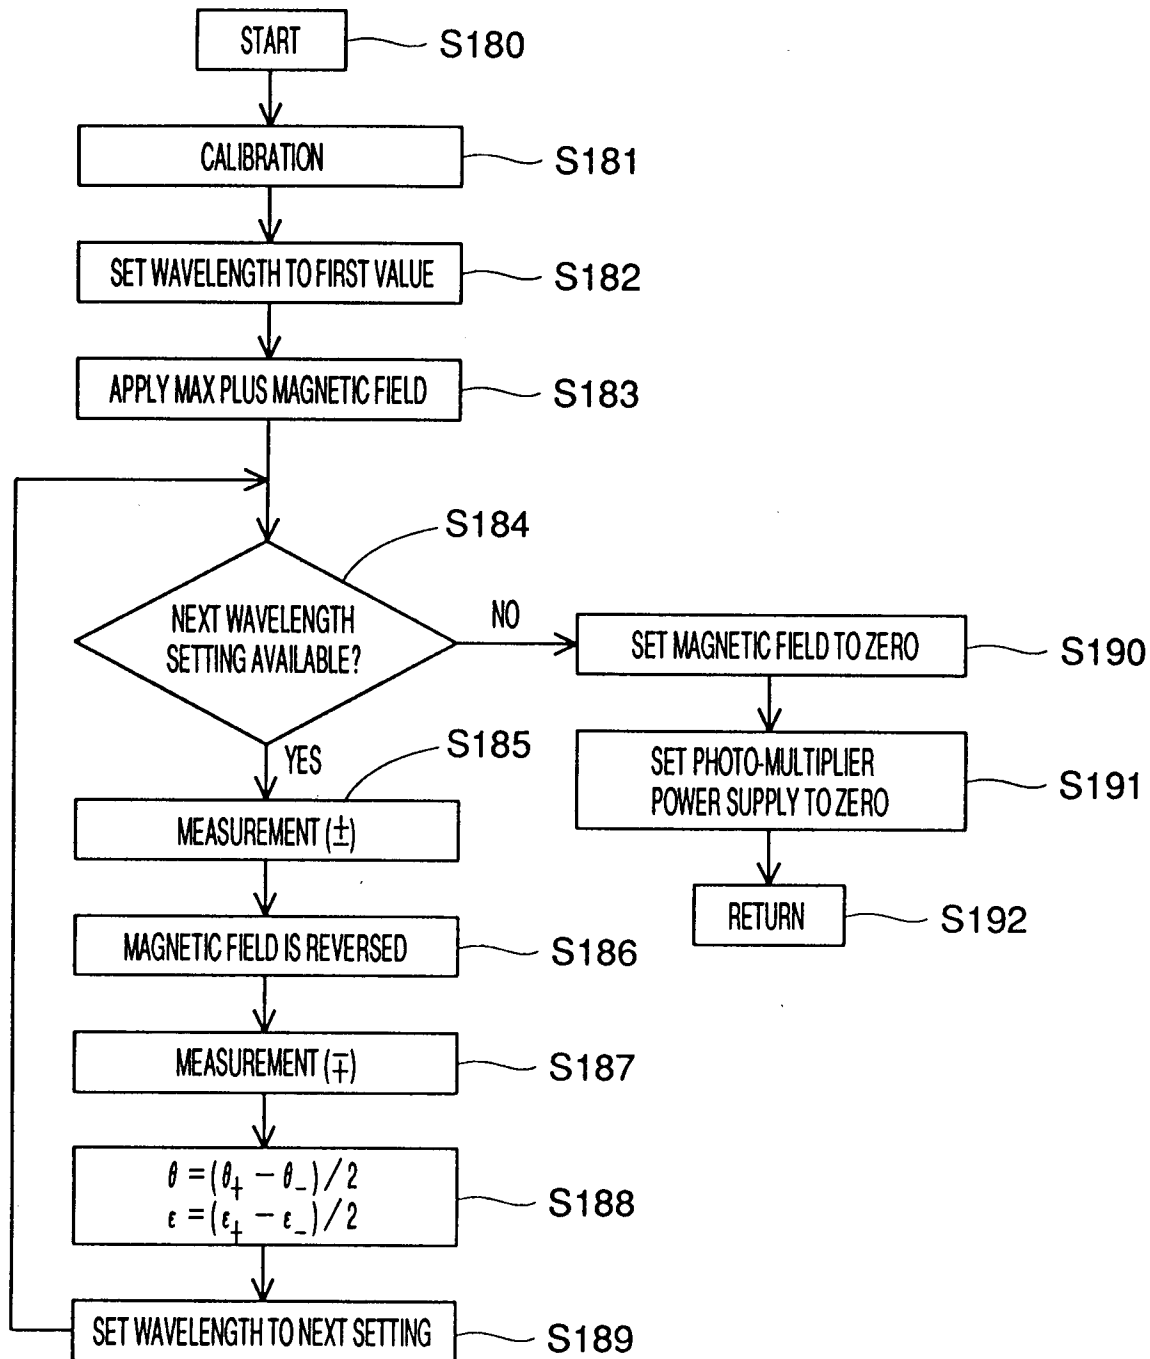 START
S180
CALIBRATION
S181
SET WAVELENGTH TO FIRST VALUE
S182
APPLY MAX PLUS MAGNETIC FIELD
S183
S184
NEXT WAVELENGTH
SETTING AVAILABLE?
NO
SET MAGNETIC FIELD TO ZERO
S190
YES
S185
SET PHOTO-MULTIPLIER
POWER SUPPLY TO ZERO
S191
MEASUREMENT (±)
RETURN
S192
MAGNETIC FIELD IS REVERSED
S186
MEASUREMENT (∓)
S187
θ = (θ₊ − θ₋) / 2
ε = (ε₊ − ε₋) / 2
S188
SET WAVELENGTH TO NEXT SETTING
S189